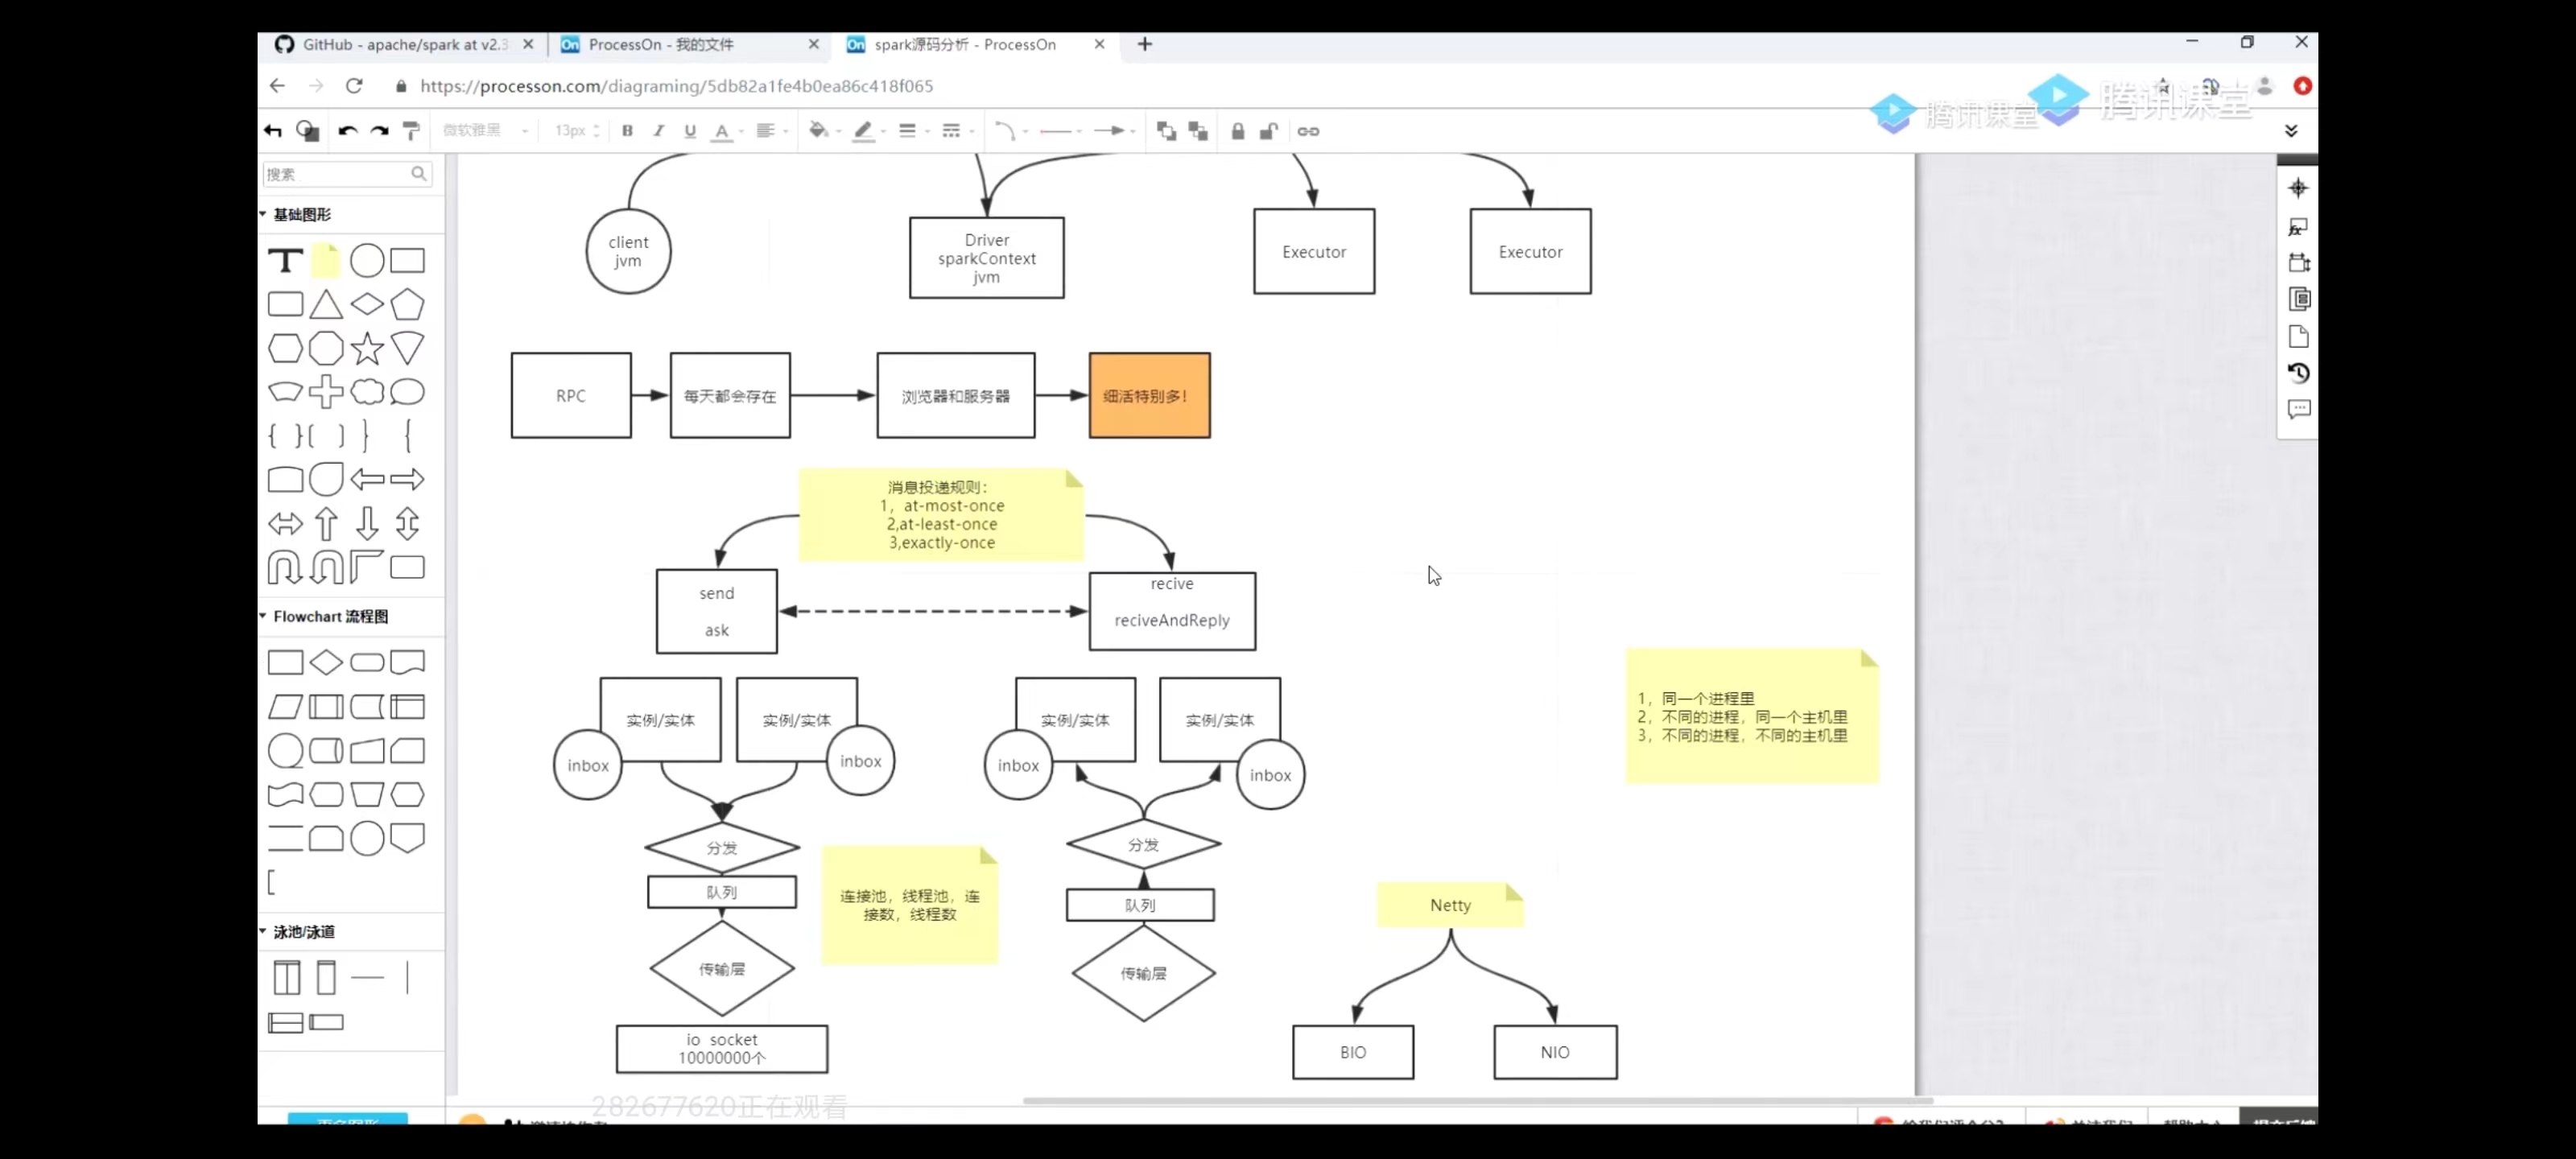 GitHub - apache/spark at v2.3
ProcessOn - 我的文件
spark源码分析 - ProcessOn
https://processon.com/diagraming/5db82a1fe4b0ea86c418f065
腾讯课堂
腾讯课堂
微软雅黑
13px
B
I
U
A
搜索
基础图形
T
Flowchart 流程图
泳池/泳道
client
jvm
Driver
sparkContext
jvm
Executor
Executor
RPC
每天都会存在
浏览器和服务器
细活特别多！
消息投递规则：
1，at-most-once
2,at-least-once
3,exactly-once
send
ask
recive
reciveAndReply
实例/实体
实例/实体
inbox
inbox
实例/实体
实例/实体
inbox
inbox
1，同一个进程里
2，不同的进程，同一个主机里
3，不同的进程，不同的主机里
分发
队列
传输层
io socket
10000000个
连接池，线程池，连
接数，线程数
分发
队列
传输层
Netty
BIO
NIO
282677620正在观看